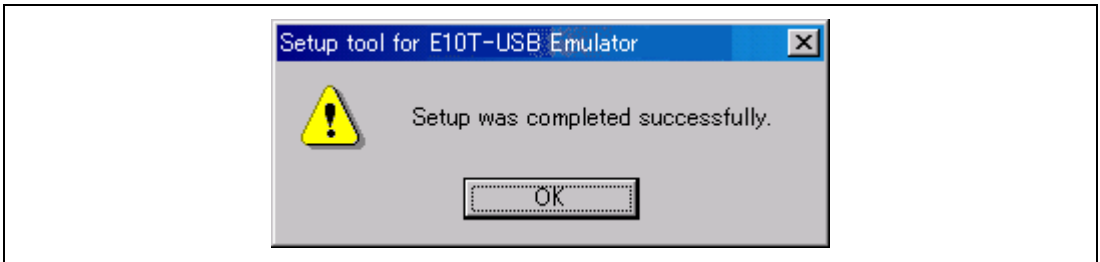 Setup tool for E10T-USB Emulator
Setup was completed successfully.
OK